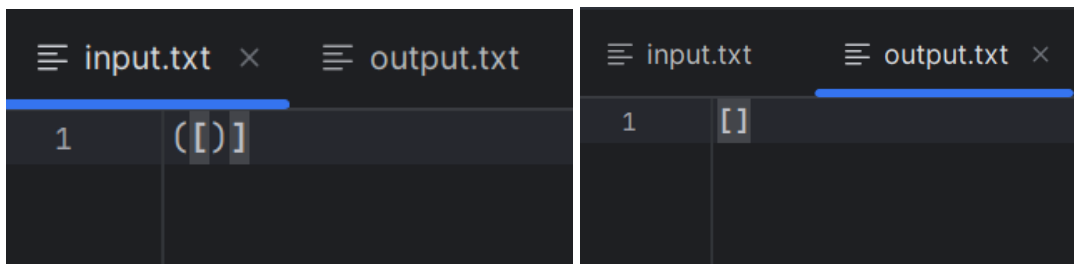 input.txt × output.txt
1 ([)]
input.txt output.txt ×
1 []